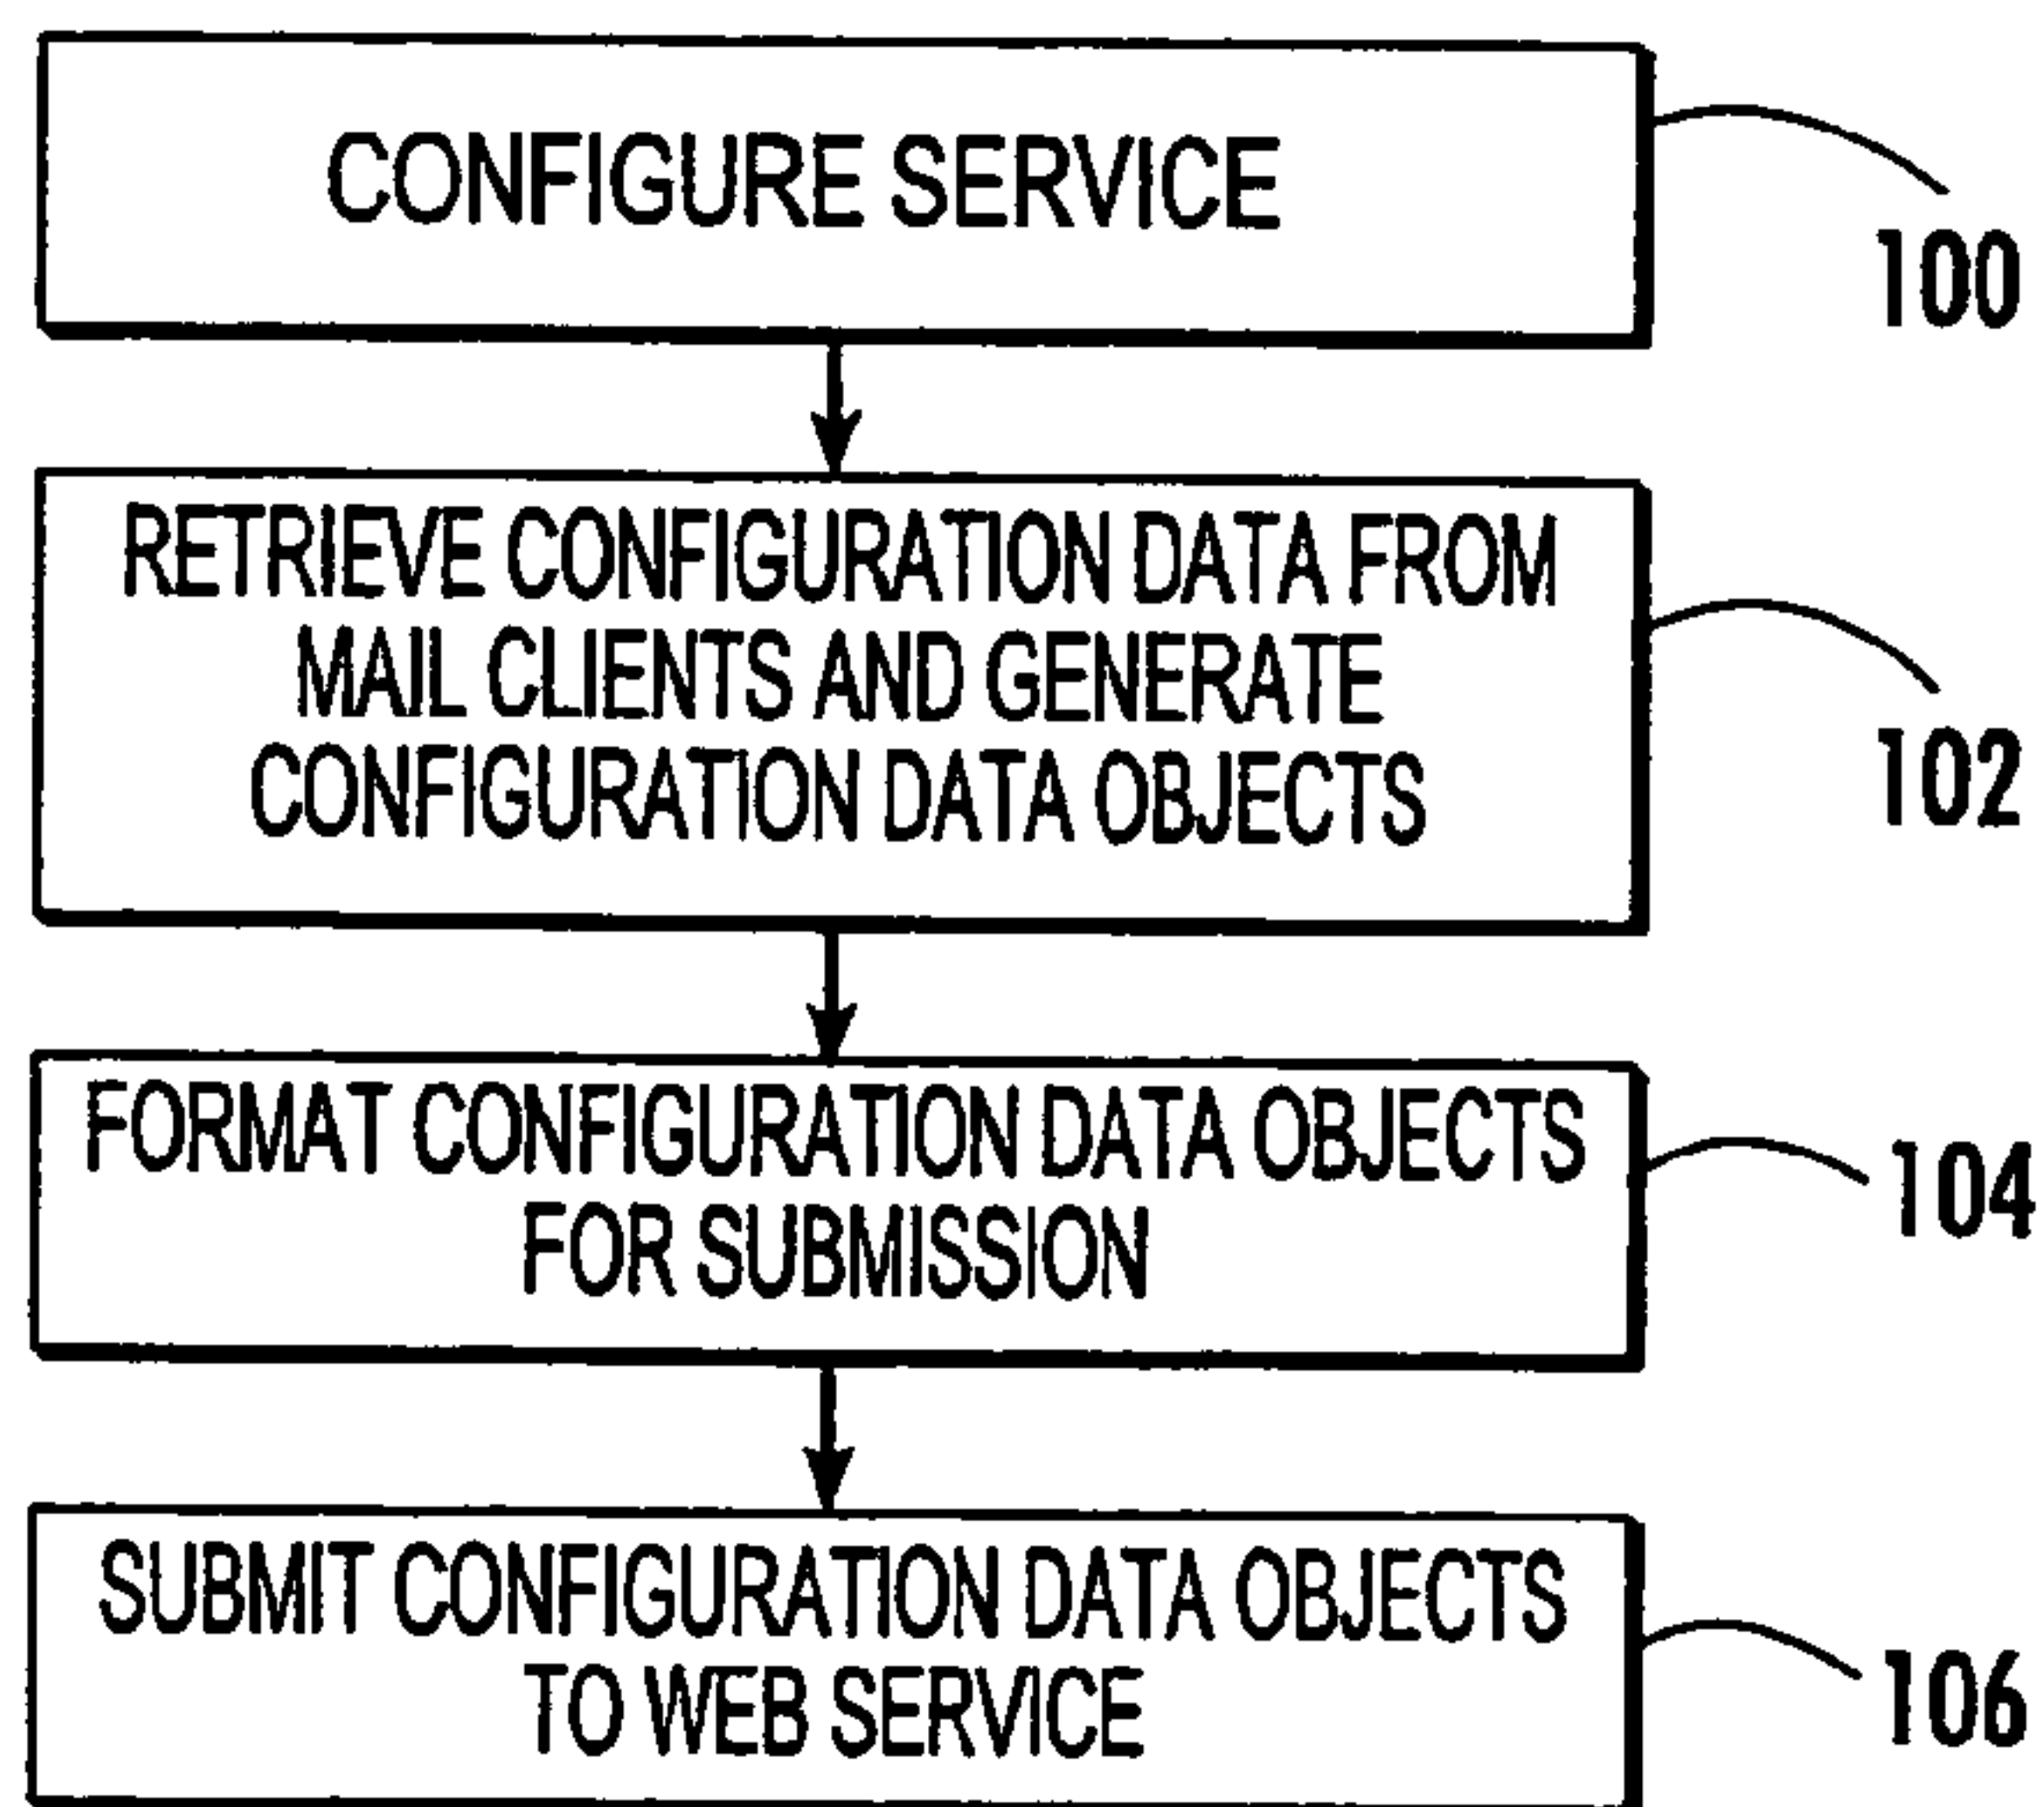 CONFIGURE SERVICE
100
RETRIEVE CONFIGURATION DATA FROM
MAIL CLIENTS AND GENERATE
CONFIGURATION DATA OBJECTS
102
FORMAT CONFIGURATION DATA OBJECTS
FOR SUBMISSION
104
SUBMIT CONFIGURATION DATA OBJECTS
TO WEB SERVICE
106